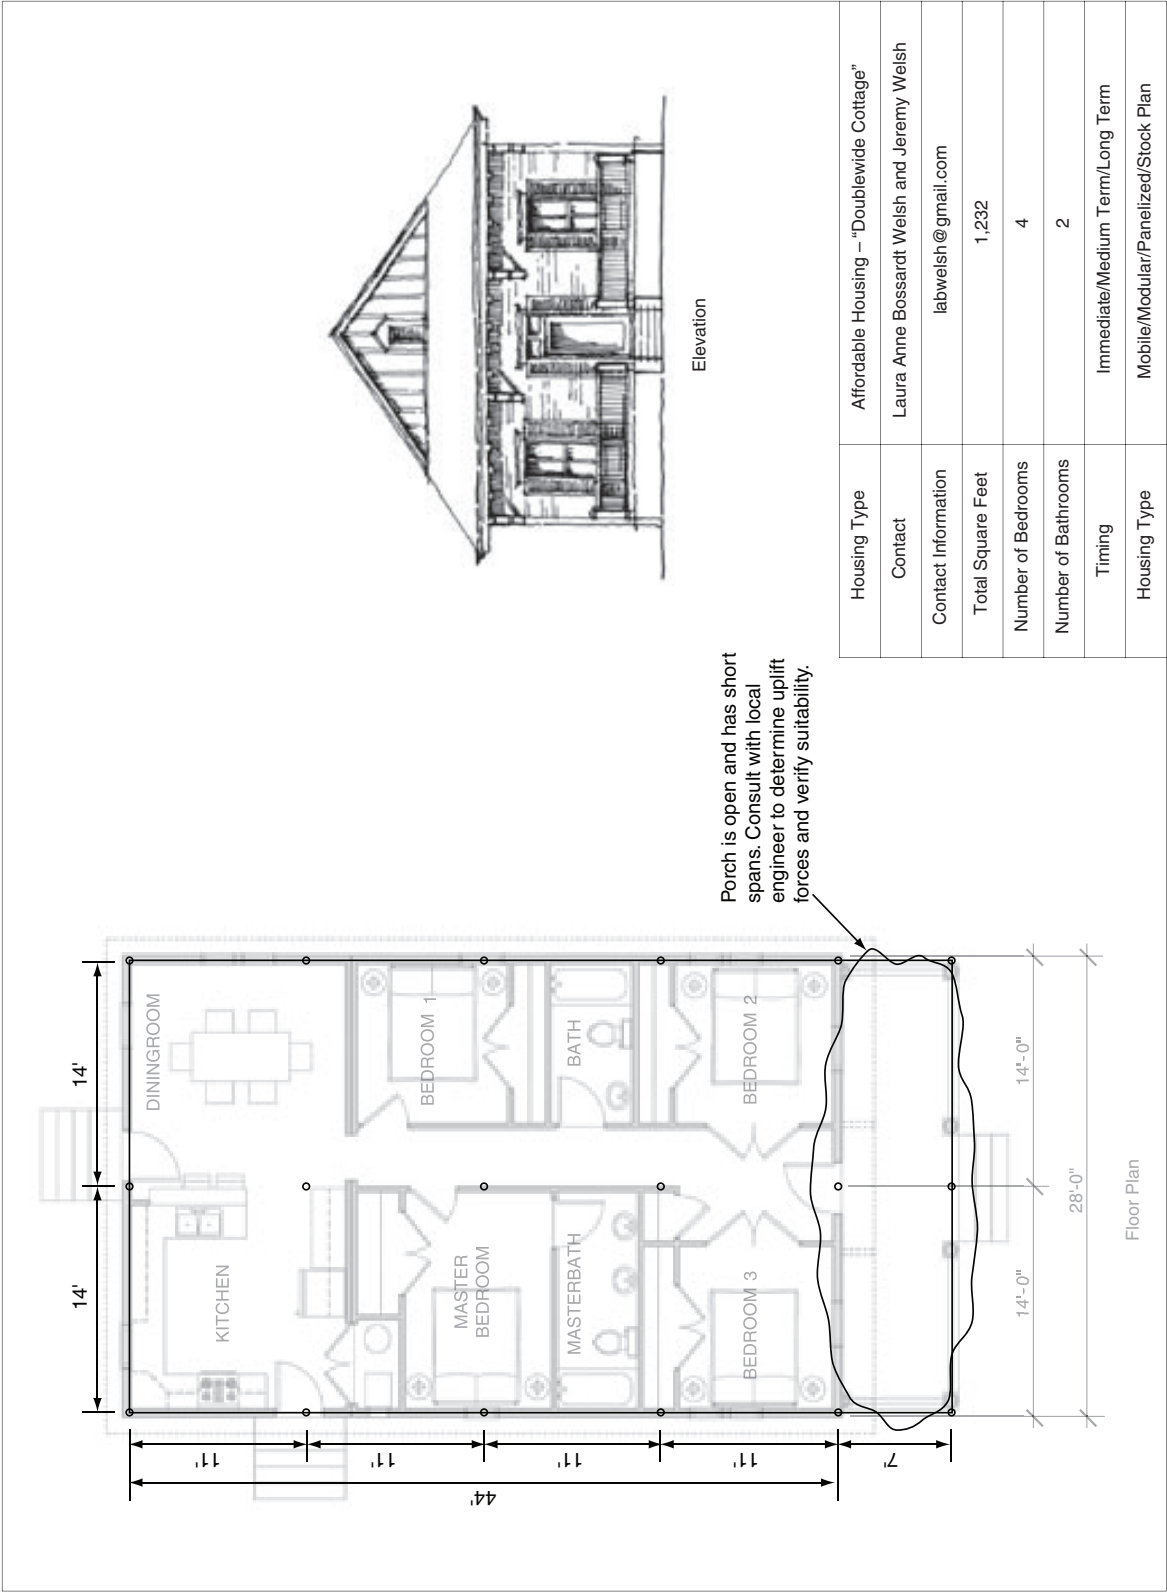 14'
14'
DININGROOM
KITCHEN
BEDROOM 1
MASTER
BEDROOM
BATH
MASTERBATH
BEDROOM 2
BEDROOM 3
11'
11'
11'
11'
7'
44'
14'-0"
14'-0"
28'-0"
Floor Plan
Porch is open and has short
spans. Consult with local
engineer to determine uplift
forces and verify suitability.
Elevation
Housing Type Affordable Housing – “Doublewide Cottage”
Contact Laura Anne Bossardt Welsh and Jeremy Welsh
Contact Information labwelsh@gmail.com
Total Square Feet 1,232
Number of Bedrooms 4
Number of Bathrooms 2
Timing Immediate/Medium Term/Long Term
Housing Type Mobile/Modular/Panelized/Stock Plan